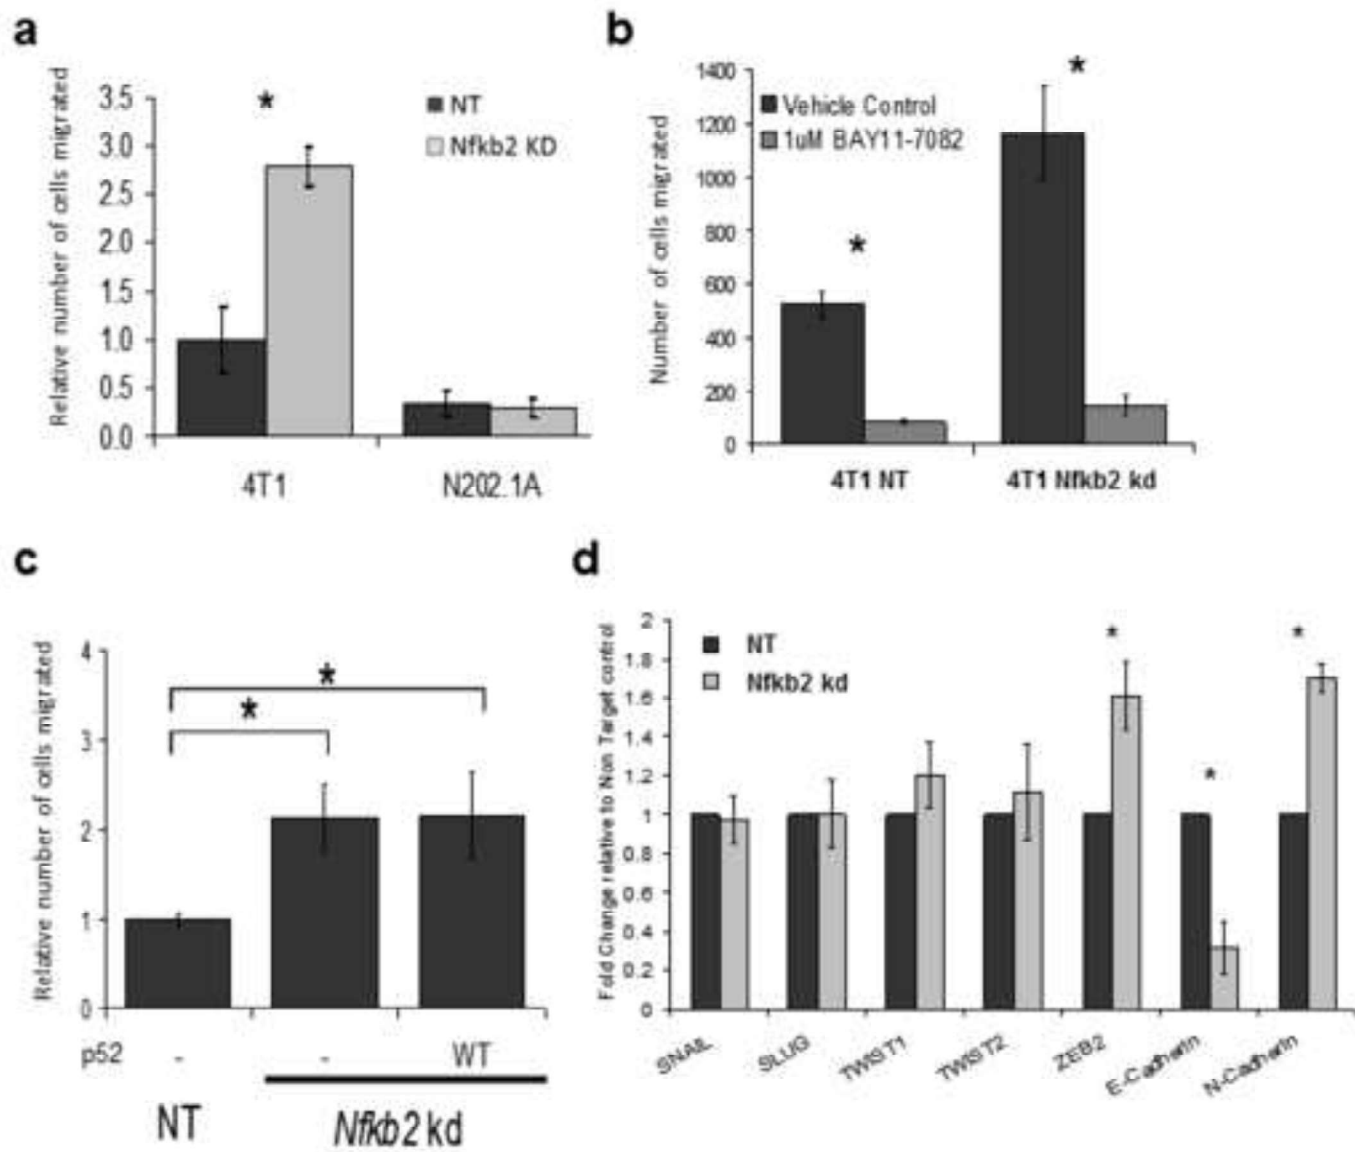 a
Relative number of cells migrated
3.5
3.0
2.5
2.0
1.5
1.0
0.5
0.0
*
NT
Nfkb2 KD
4T1
N202.1A
b
Number of cells migrated
1400
1200
1000
800
600
400
200
0
Vehicle Control
1uM BAY11-7082
*
*
4T1 NT
4T1 Nfkb2 kd
c
Relative number of cells migrated
4
3
2
1
0
*
*
p52 - - WT
NT
Nfkb2 kd
d
Fold Change relative to Non Target control
2
1.8
1.6
1.4
1.2
1
0.8
0.6
0.4
0.2
0
NT
Nfkb2 kd
*
*
*
SNAIL
SLUG
TWIST1
TWIST2
ZEB2
E-Cadherin
N-Cadherin